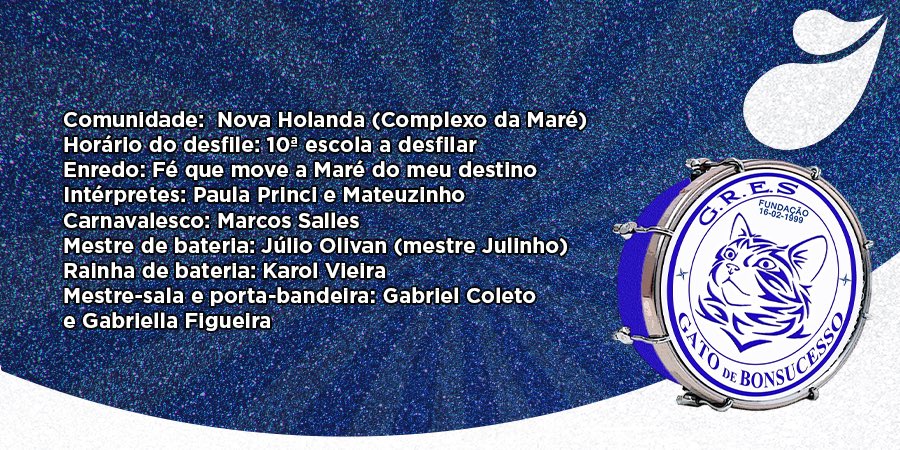 Comunidade:  Nova Holanda (Complexo da Maré)
Horário do desfile: 10ª escola a desfilar
Enredo: Fé que move a Maré do meu destino
Intérpretes: Paula Princi e Mateuzinho
Carnavalesco: Marcos Salles
Mestre de bateria: Júlio Olivan (mestre Julinho)
Rainha de bateria: Karol Vieira
Mestre-sala e porta-bandeira: Gabriel Coleto
e Gabriella Figueira
G.R.E.S
FUNDAÇÃO
16-02-1999
GATO DE BONSUCESSO